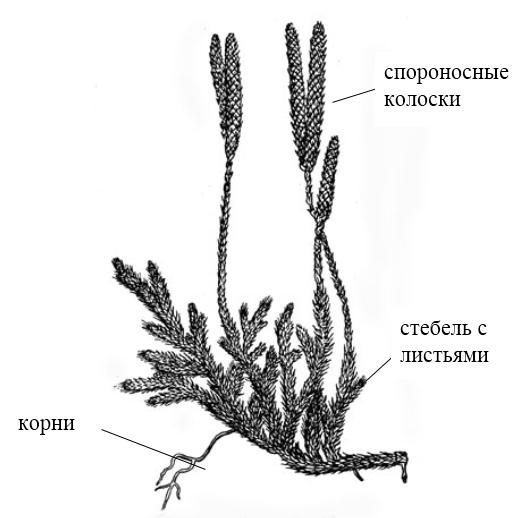 спороносные
колоски
стебель с
листьями
корни